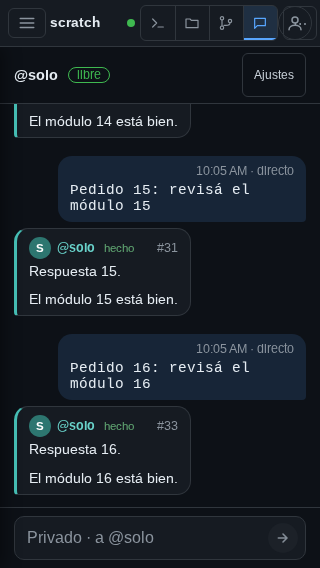 scratch
@solo libre
Ajustes
El módulo 14 está bien.
10:05 AM · directo
Pedido 15: revisá el
módulo 15
S @solo hecho #31
Respuesta 15.
El módulo 15 está bien.
10:05 AM · directo
Pedido 16: revisá el
módulo 16
S @solo hecho #33
Respuesta 16.
El módulo 16 está bien.
Privado · a @solo